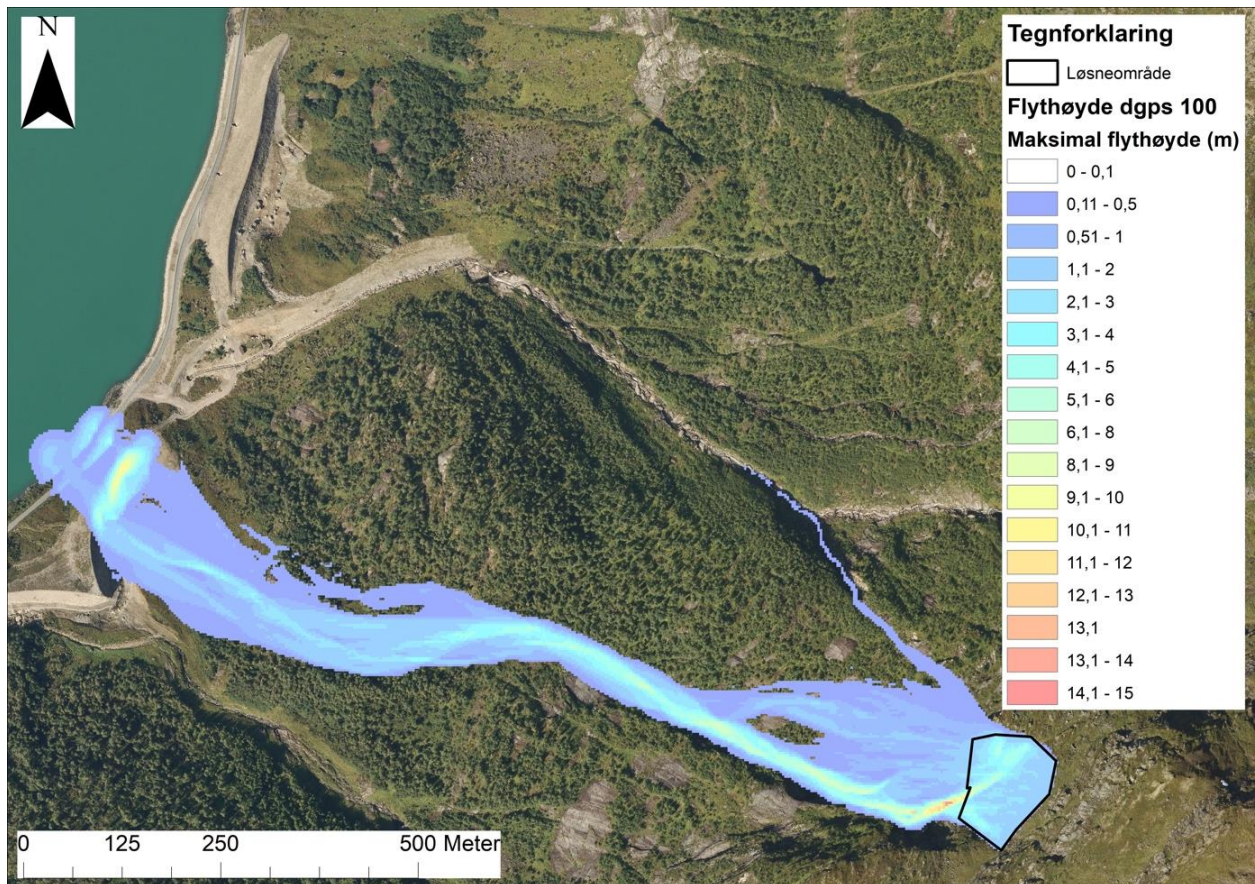 N
Tegnforklaring
Løsneområde
Flythøyde dgps 100
Maksimal flythøyde (m)
0 - 0,1
0,11 - 0,5
0,51 - 1
1,1 - 2
2,1 - 3
3,1 - 4
4,1 - 5
5,1 - 6
6,1 - 8
8,1 - 9
9,1 - 10
10,1 - 11
11,1 - 12
12,1 - 13
13,1
13,1 - 14
14,1 - 15
0 125 250 500 Meter